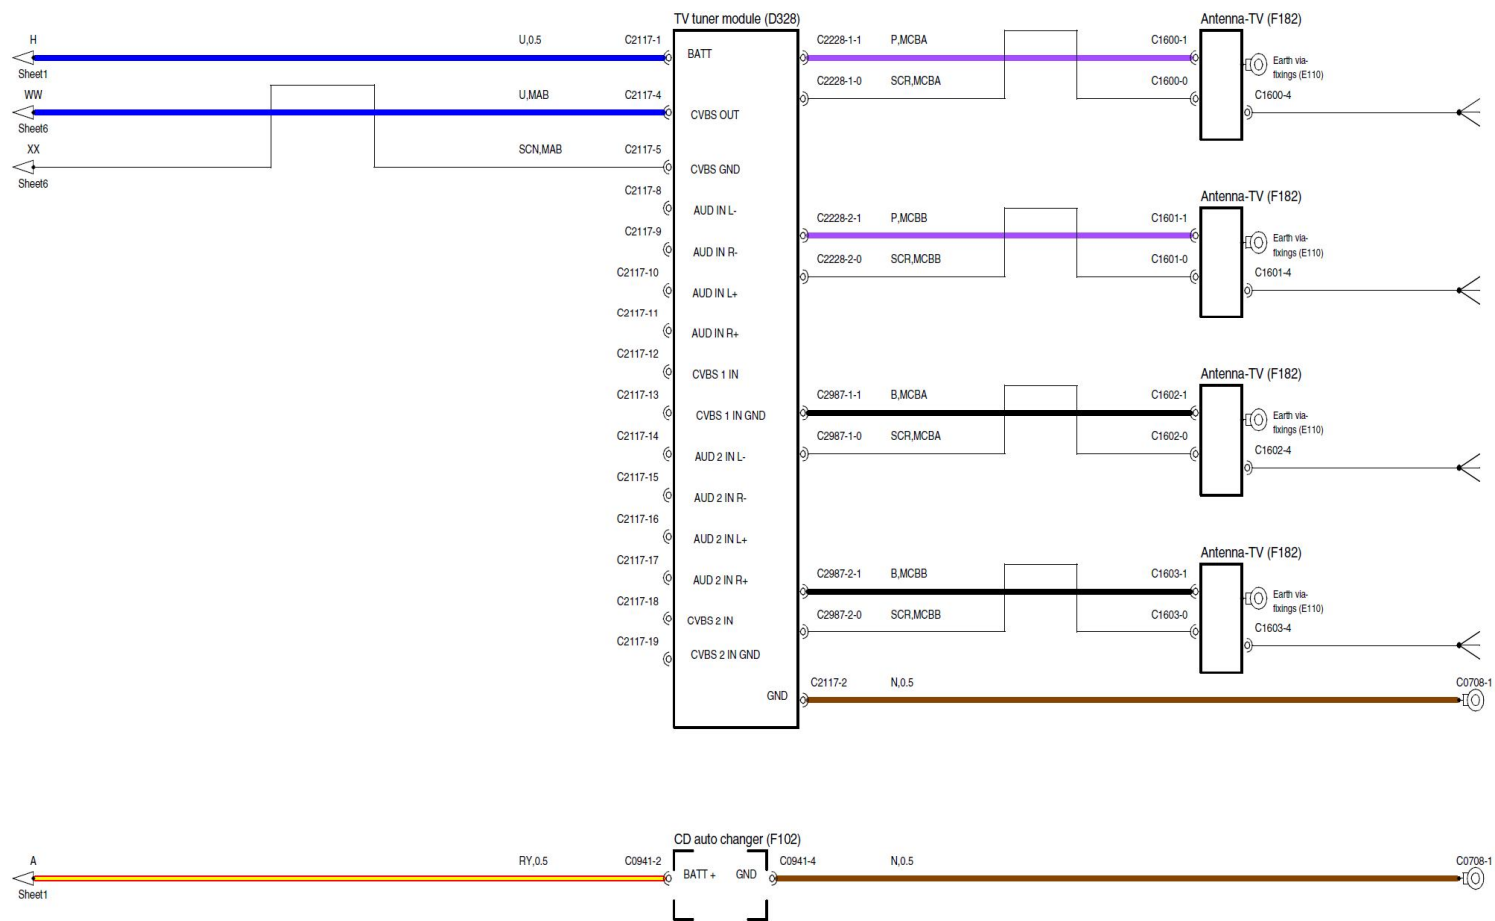 TV tuner module (D328)
Antenna-TV (F182)
H
U,0.5
C2117-1
BATT
C2228-1-1
P,MCBA
C1600-1
Earth via-
fixings (E110)
Sheet1
C2228-1-0
SCR,MCBA
C1600-0
C1600-4
WW
U,MAB
C2117-4
CVBS OUT
Sheet6
XX
SCN,MAB
C2117-5
CVBS GND
Sheet6
C2117-8
AUD IN L-
Antenna-TV (F182)
C2228-2-1
P,MCBB
C1601-1
Earth via-
fixings (E110)
C2117-9
AUD IN R-
C2228-2-0
SCR,MCBB
C1601-0
C1601-4
C2117-10
AUD IN L+
C2117-11
AUD IN R+
C2117-12
CVBS 1 IN
Antenna-TV (F182)
C2117-13
CVBS 1 IN GND
C2987-1-1
B,MCBA
C1602-1
Earth via-
fixings (E110)
C2117-14
AUD 2 IN L-
C2987-1-0
SCR,MCBA
C1602-0
C1602-4
C2117-15
AUD 2 IN R-
C2117-16
AUD 2 IN L+
Antenna-TV (F182)
C2117-17
AUD 2 IN R+
C2987-2-1
B,MCBB
C1603-1
Earth via-
fixings (E110)
C2117-18
CVBS 2 IN
C2987-2-0
SCR,MCBB
C1603-0
C1603-4
C2117-19
CVBS 2 IN GND
GND
C2117-2
N,0.5
C0708-1
CD auto changer (F102)
A
RY,0.5
C0941-2
BATT +
GND
C0941-4
N,0.5
C0708-1
Sheet1